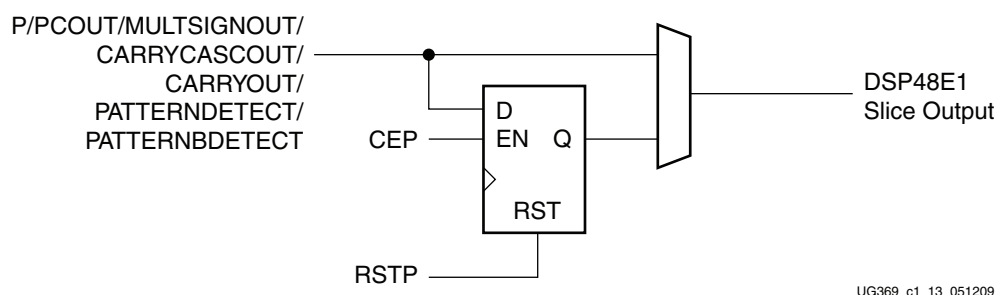 P/PCOUT/MULTSIGNOUT/
CARRYCASCOUT/
CARRYOUT/
PATTERNDETECT/
PATTERNBDETECT
CEP
D
EN Q
RST
RSTP
DSP48E1
Slice Output
UG369_c1_13_051209